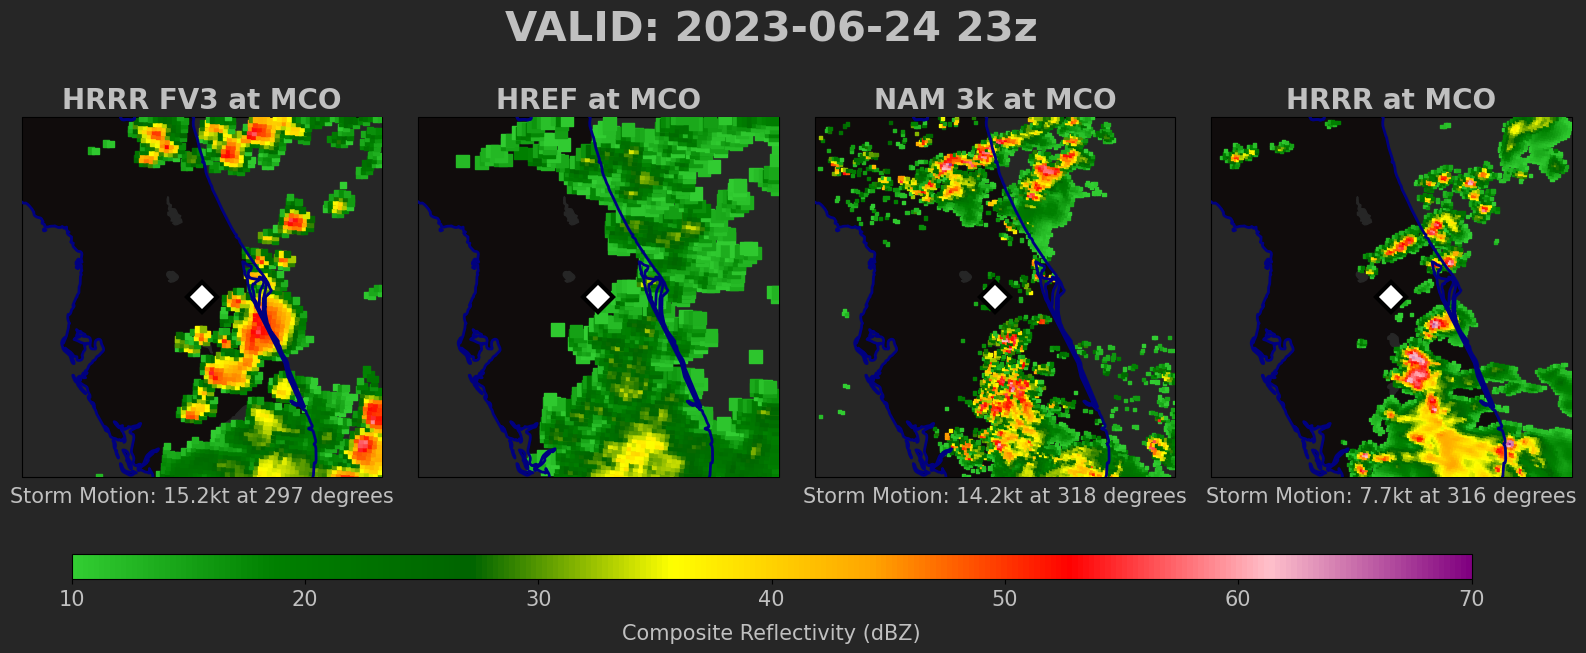 VALID: 2023-06-24 23z
HRRR FV3 at MCO
HREF at MCO
NAM 3k at MCO
HRRR at MCO
Storm Motion: 15.2kt at 297 degrees
Storm Motion: 14.2kt at 318 degrees
Storm Motion: 7.7kt at 316 degrees
10 20 30 40 50 60 70
Composite Reflectivity (dBZ)